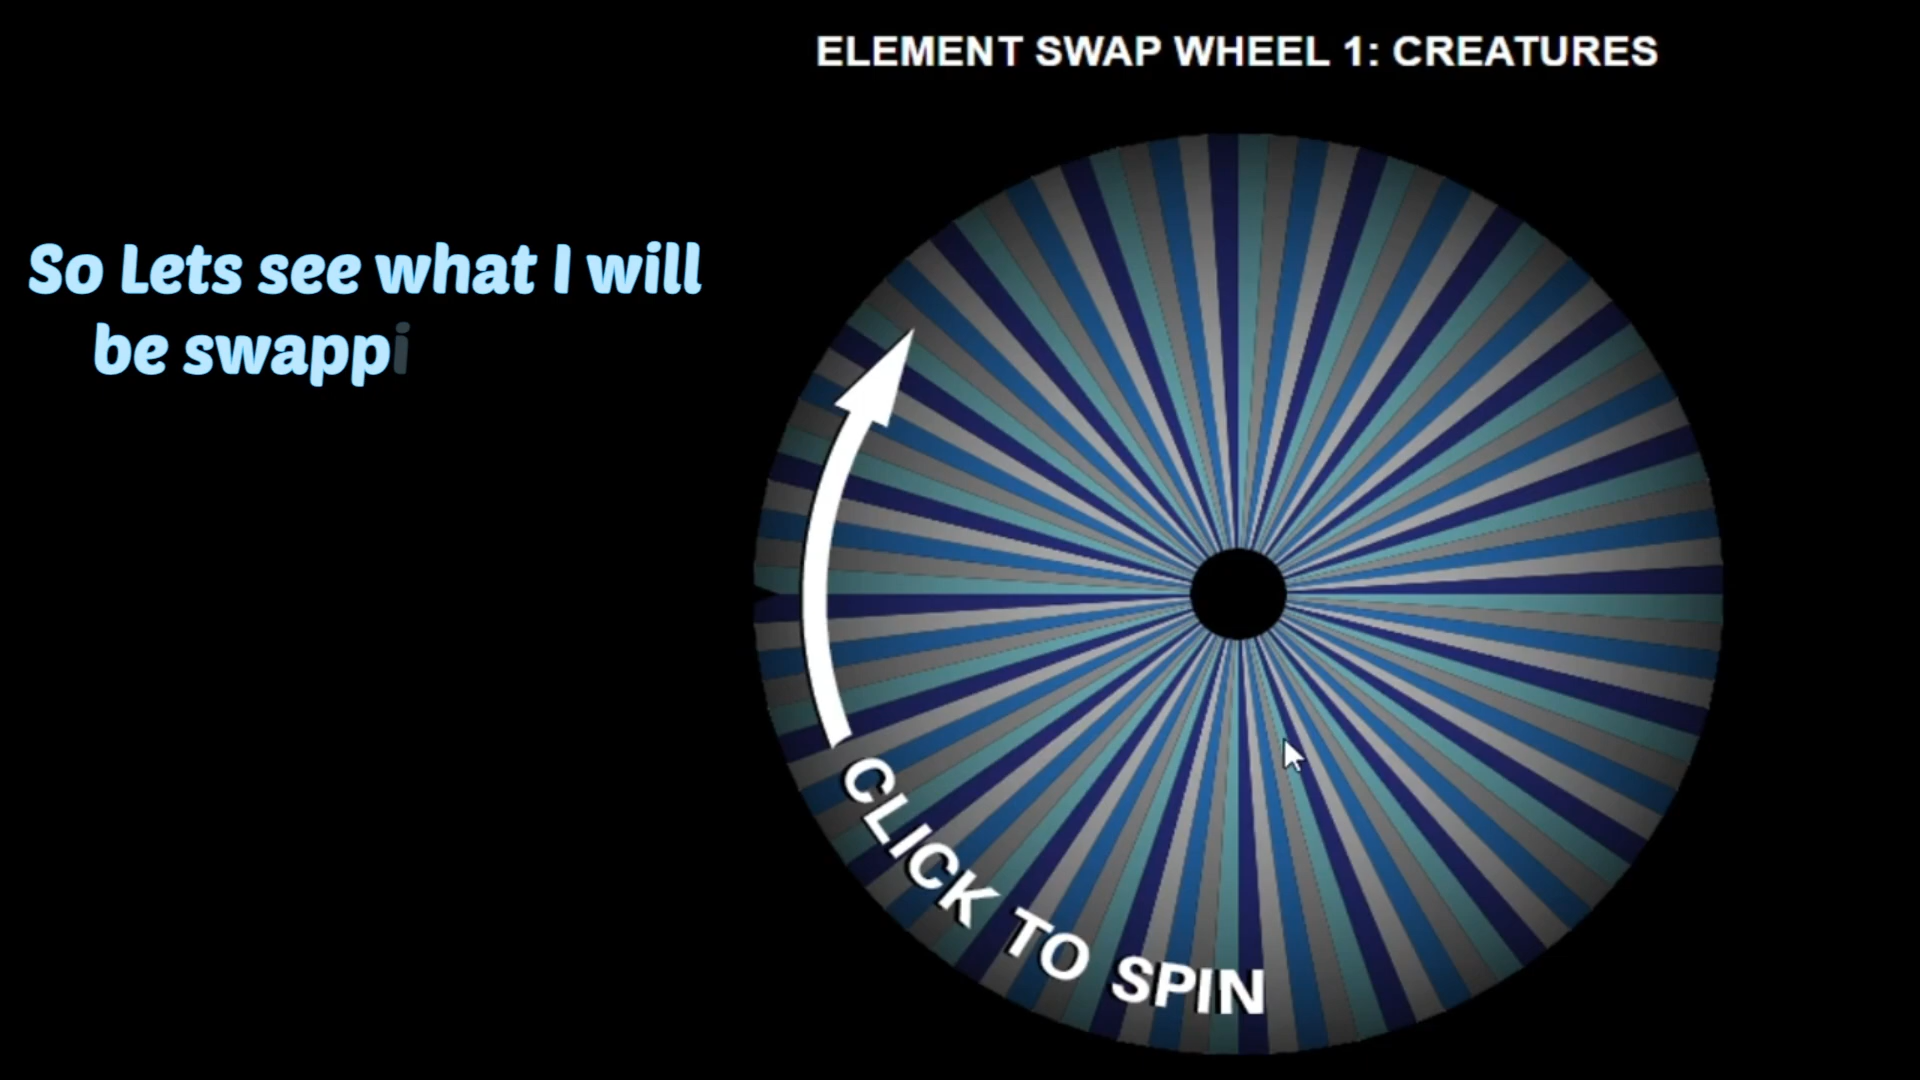 ELEMENT SWAP WHEEL 1: CREATURES
So Lets see what I will
be swappi
CLICK TO SPIN